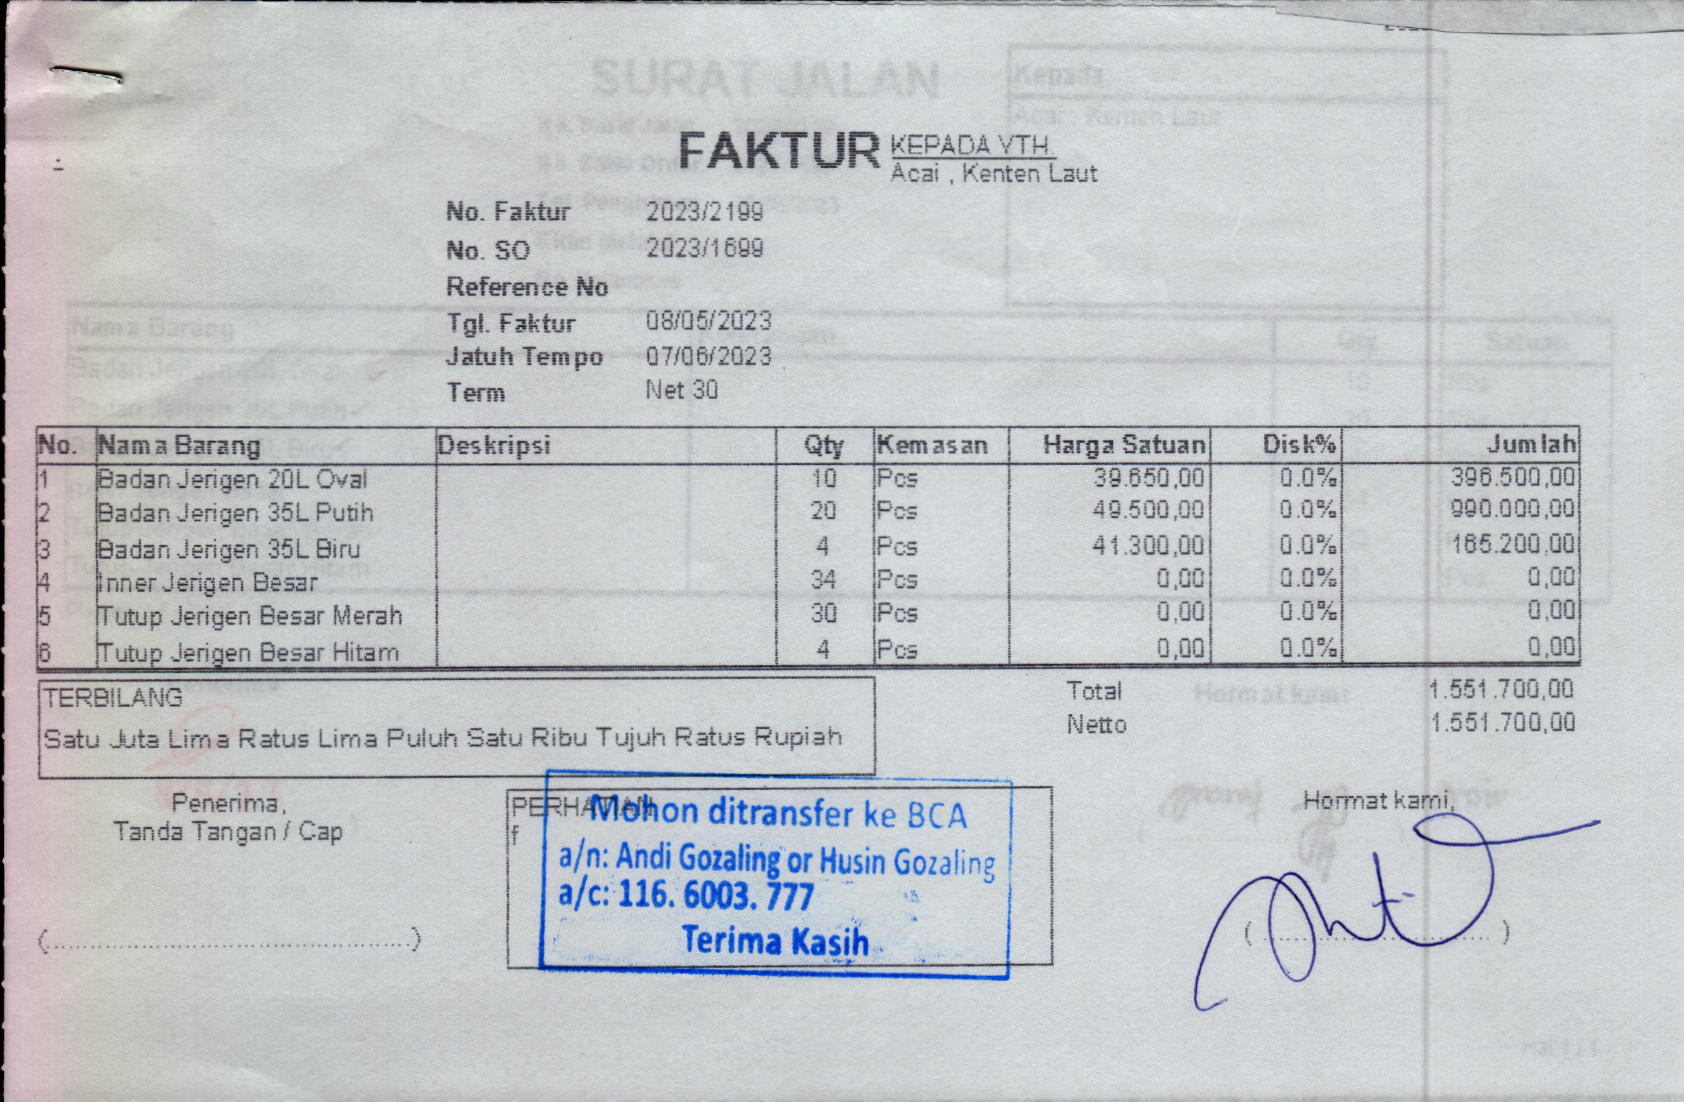 SURAT JALAN
Kepada
Acai , Kenten Laut
FAKTUR
KEPADA YTH.
Acai , Kenten Laut
No. Faktur 2023/2199
No. SO 2023/1699
Reference No
Tgl. Faktur 08/05/2023
Jatuh Tempo 07/06/2023
Term Net 30
No. Nama Barang Deskripsi Qty Kemasan Harga Satuan Disk% Jumlah
1 Badan Jerigen 20L Oval 10 Pcs 39.650,00 0.0% 396.500,00
2 Badan Jerigen 35L Putih 20 Pcs 49.500,00 0.0% 990.000,00
3 Badan Jerigen 35L Biru 4 Pcs 41.300,00 0.0% 165.200,00
4 Inner Jerigen Besar 34 Pcs 0,00 0.0% 0,00
5 Tutup Jerigen Besar Merah 30 Pcs 0,00 0.0% 0,00
6 Tutup Jerigen Besar Hitam 4 Pcs 0,00 0.0% 0,00
Total 1.551.700,00
Netto 1.551.700,00
TERBILANG
Satu Juta Lima Ratus Lima Puluh Satu Ribu Tujuh Ratus Rupiah
Penerima,
Tanda Tangan / Cap
(......................................................)
PERHATIAN
f
Mohon ditransfer ke BCA
a/n: Andi Gozaling or Husin Gozaling
a/c: 116. 6003. 777
Terima Kasih
Hormat kami,
(......................................)